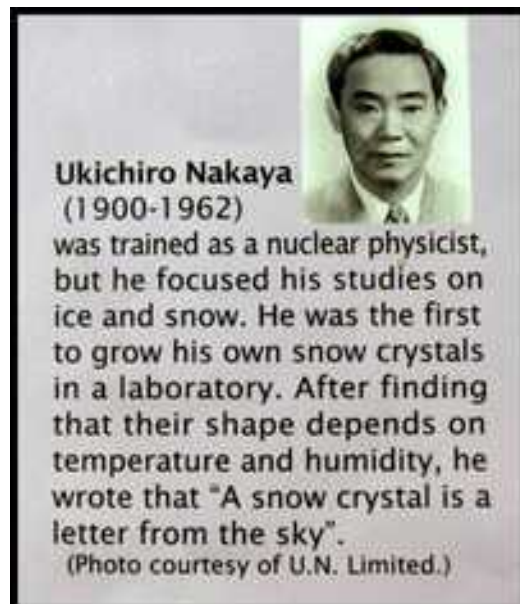 Ukichiro Nakaya
(1900-1962)
was trained as a nuclear physicist,
but he focused his studies on
ice and snow. He was the first
to grow his own snow crystals
in a laboratory. After finding
that their shape depends on
temperature and humidity, he
wrote that “A snow crystal is a
letter from the sky”.
(Photo courtesy of U.N. Limited.)